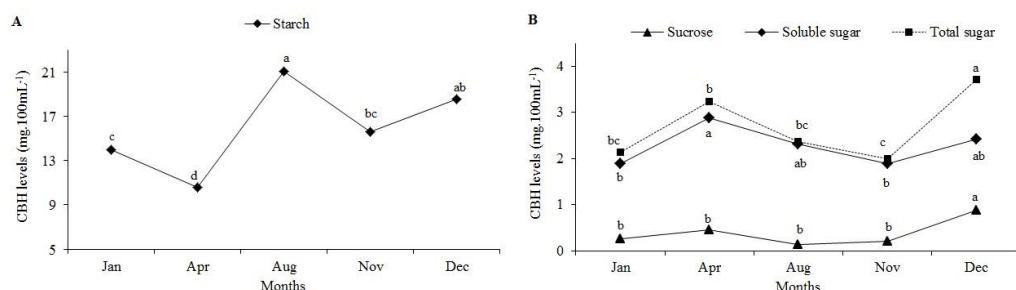 A
Starch
CBH levels (mg.100mL-1)
21
17
13
9
5
c
d
a
bc
ab
Jan
Apr
Aug
Nov
Dec
Months
B
Sucrose
Soluble sugar
Total sugar
CBH levels (mg.100mL-1)
4
3
2
1
0
bc
b
bc
c
a
b
a
ab
b
ab
b
b
b
b
a
Jan
Apr
Aug
Nov
Dec
Months